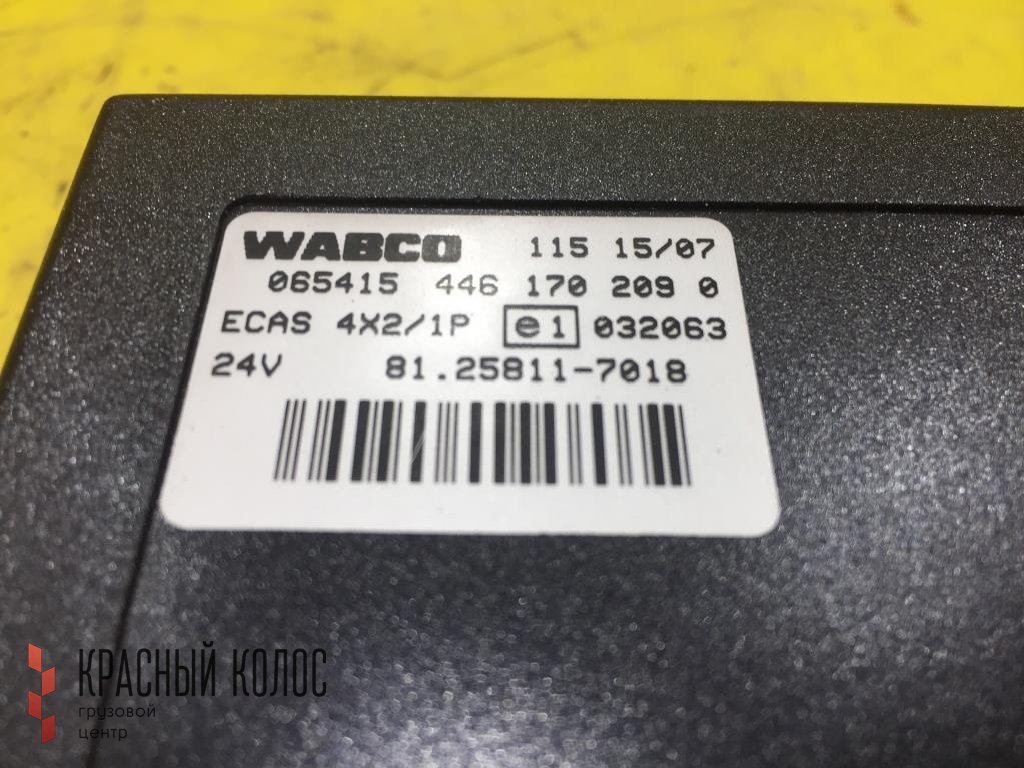 WABCO 115 15/07
065415 446 170 209 0
ECAS 4X2/1P e1 032063
24V 81.25811-7018
КРАСНЫЙ КОЛОС
грузовой
центр